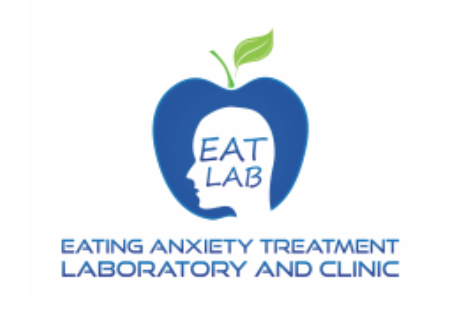 EAT
LAB
EATING ANXIETY TREATMENT
LABORATORY AND CLINIC